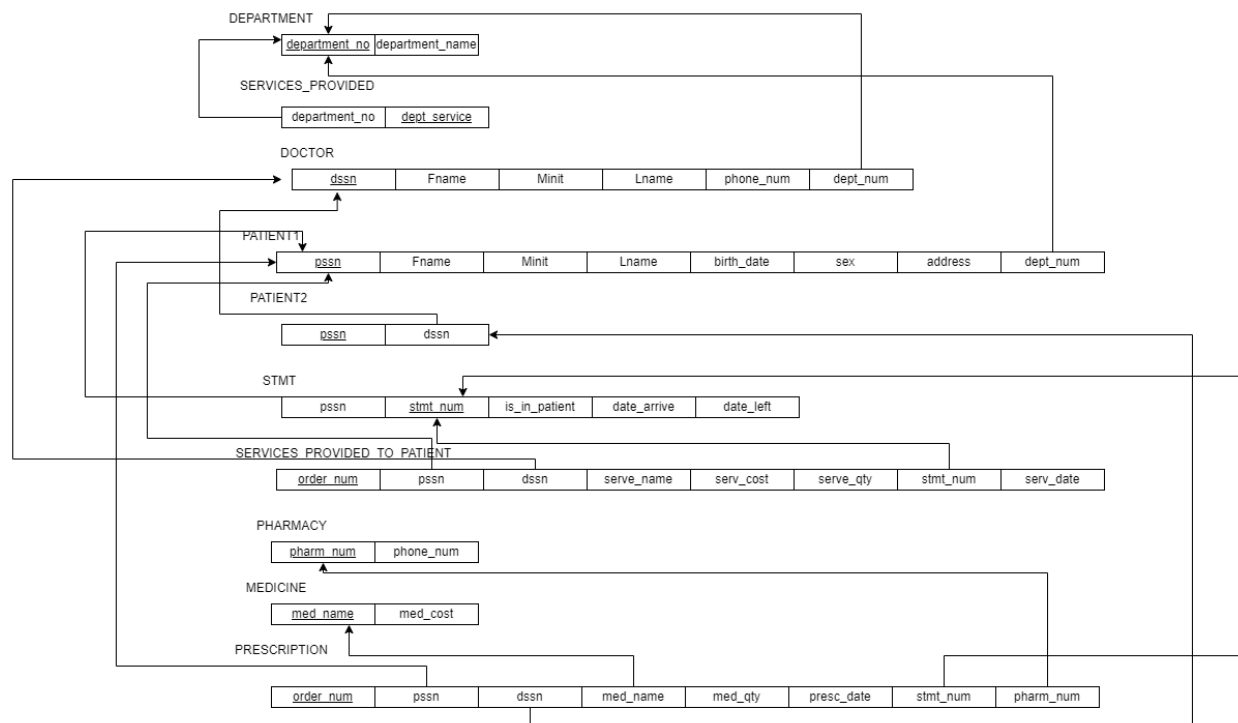 DEPARTMENT
department_no department_name
SERVICES_PROVIDED
department_no dept_service
DOCTOR
dssn Fname Minit Lname phone_num dept_num
PATIENT1
pssn Fname Minit Lname birth_date sex address dept_num
PATIENT2
pssn dssn
STMT
pssn stmt_num is_in_patient date_arrive date_left
SERVICES_PROVIDED_TO_PATIENT
order_num pssn dssn serve_name serv_cost serve_qty stmt_num serv_date
PHARMACY
pharm_num phone_num
MEDICINE
med_name med_cost
PRESCRIPTION
order_num pssn dssn med_name med_qty presc_date stmt_num pharm_num